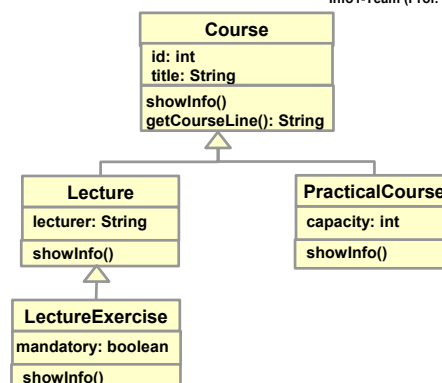 Course
id: int
title: String
showInfo()
getCourseLine(): String
Lecture
lecturer: String
showInfo()
PracticalCourse
capacity: int
showInfo()
LectureExercise
mandatory: boolean
showInfo()